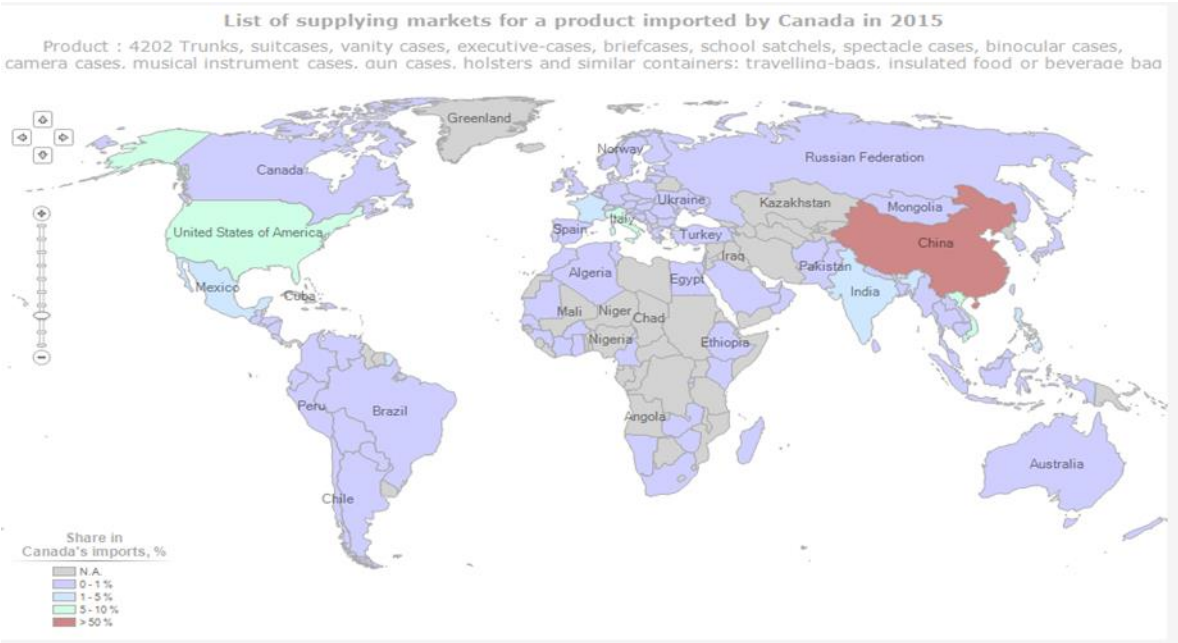 List of supplying markets for a product imported by Canada in 2015
Product : 4202 Trunks, suitcases, vanity cases, executive-cases, briefcases, school satchels, spectacle cases, binocular cases,
camera cases, musical instrument cases, gun cases, holsters and similar containers; travelling-bags, insulated food or beverage bag
Greenland
Norway
Canada
Russian Federation
Ukraine
Kazakhstan
Mongolia
Italy
United States of America
Spain
Turkey
China
Iraq
Mexico
Algeria
Egypt
Pakistan
India
Cuba
Mali
Niger
Chad
Nigeria
Ethiopia
Peru
Brazil
Angola
Australia
Chile
Share in
Canada's imports, %
N.A.
0 - 1 %
1 - 5 %
5 - 10 %
> 50 %